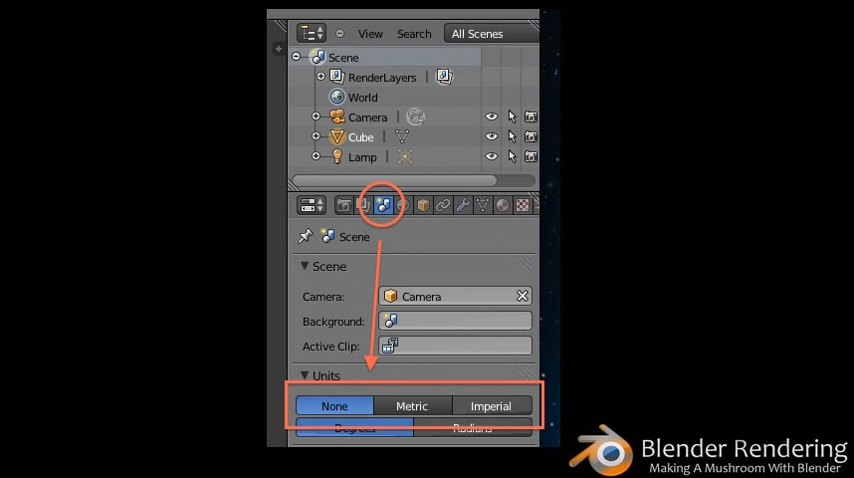 View Search All Scenes
Scene
RenderLayers
World
Camera
Cube
Lamp
Scene
Scene
Camera: Camera
Background:
Active Clip:
Units
None Metric Imperial
Degrees Radians
Blender Rendering
Making A Mushroom With Blender